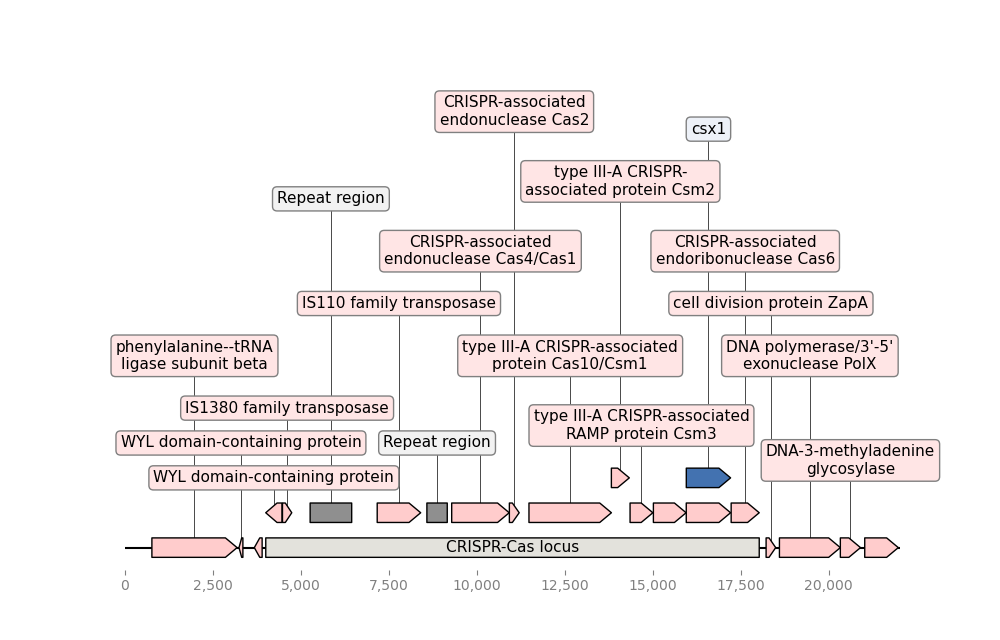 CRISPR-associated
endonuclease Cas2
csx1
type III-A CRISPR-
associated protein Csm2
Repeat region
CRISPR-associated
endonuclease Cas4/Cas1
CRISPR-associated
endoribonuclease Cas6
IS110 family transposase
cell division protein ZapA
phenylalanine--tRNA
ligase subunit beta
type III-A CRISPR-associated
protein Cas10/Csm1
DNA polymerase/3'-5'
exonuclease PolX
IS1380 family transposase
type III-A CRISPR-associated
RAMP protein Csm3
WYL domain-containing protein
Repeat region
DNA-3-methyladenine
glycosylase
WYL domain-containing protein
CRISPR-Cas locus
0 2,500 5,000 7,500 10,000 12,500 15,000 17,500 20,000